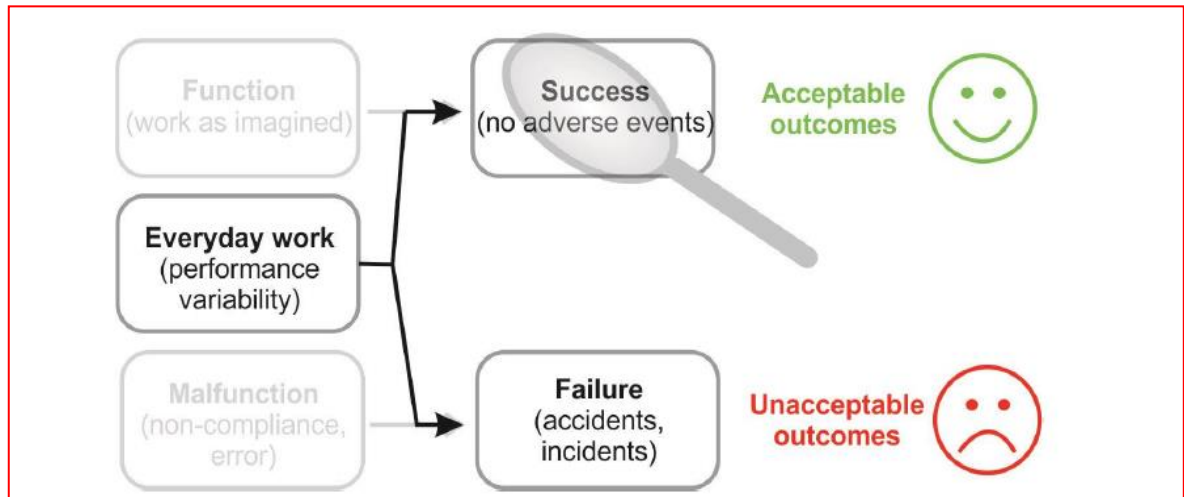 Function
(work as imagined)
Success
(no adverse events)
Acceptable
outcomes
Everyday work
(performance
variability)
Malfunction
(non-compliance,
error)
Failure
(accidents,
incidents)
Unacceptable
outcomes